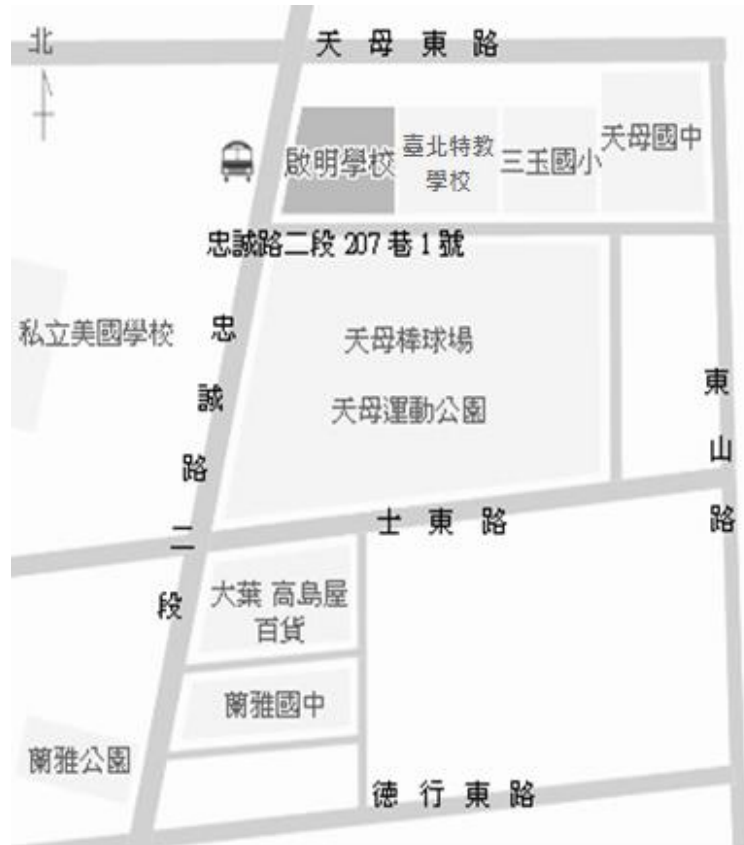 北
天母東路
啟明學校
臺北特教
學校
三玉國小
天母國中
忠誠路二段 207 巷 1 號
私立美國學校
忠誠路二段
天母棒球場
天母運動公園
東山路
士東路
大葉 高島屋
百貨
蘭雅國中
蘭雅公園
德行東路